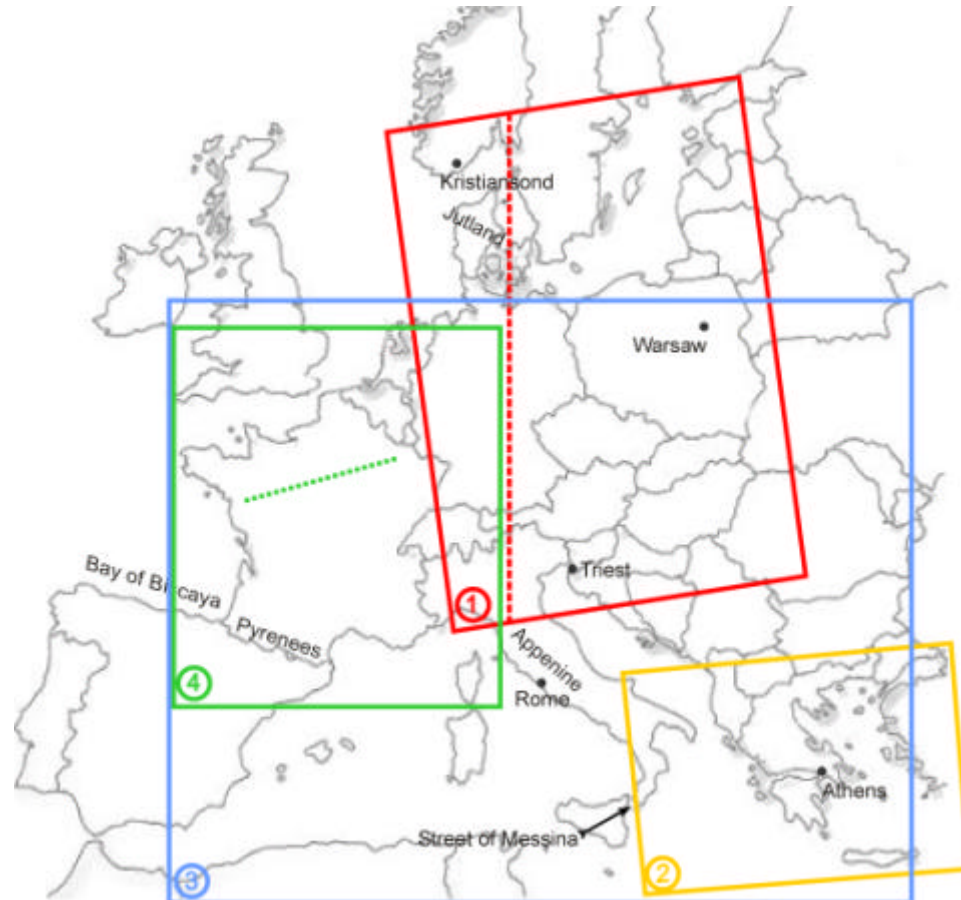 Kristiansond
Jutland
Warsaw
Triest
Bay of Biscaya
1
Pyrenees
Appenine
4
Rome
Athens
Street of Messina
2
3